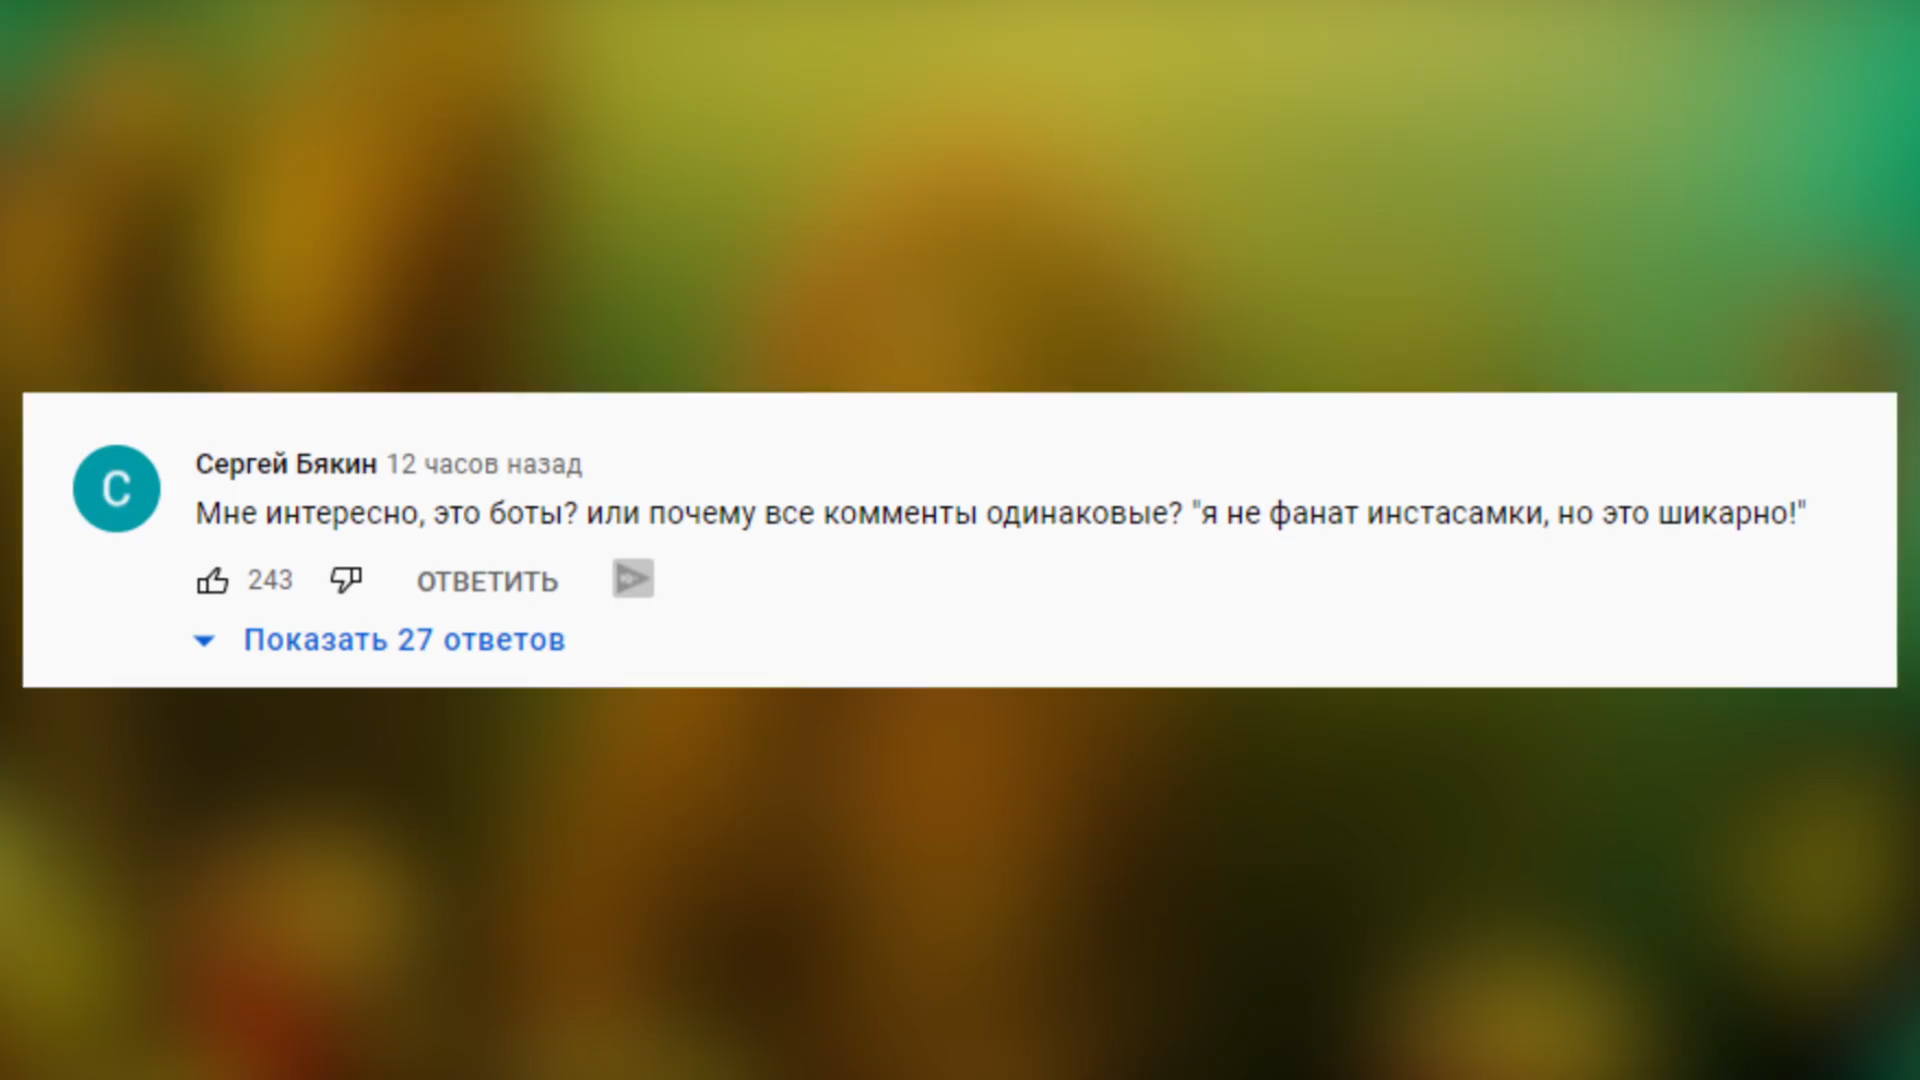 С
Сергей Бякин 12 часов назад
Мне интересно, это боты? или почему все комменты одинаковые? "я не фанат инстасамки, но это шикарно!"
243 ОТВЕТИТЬ
Показать 27 ответов